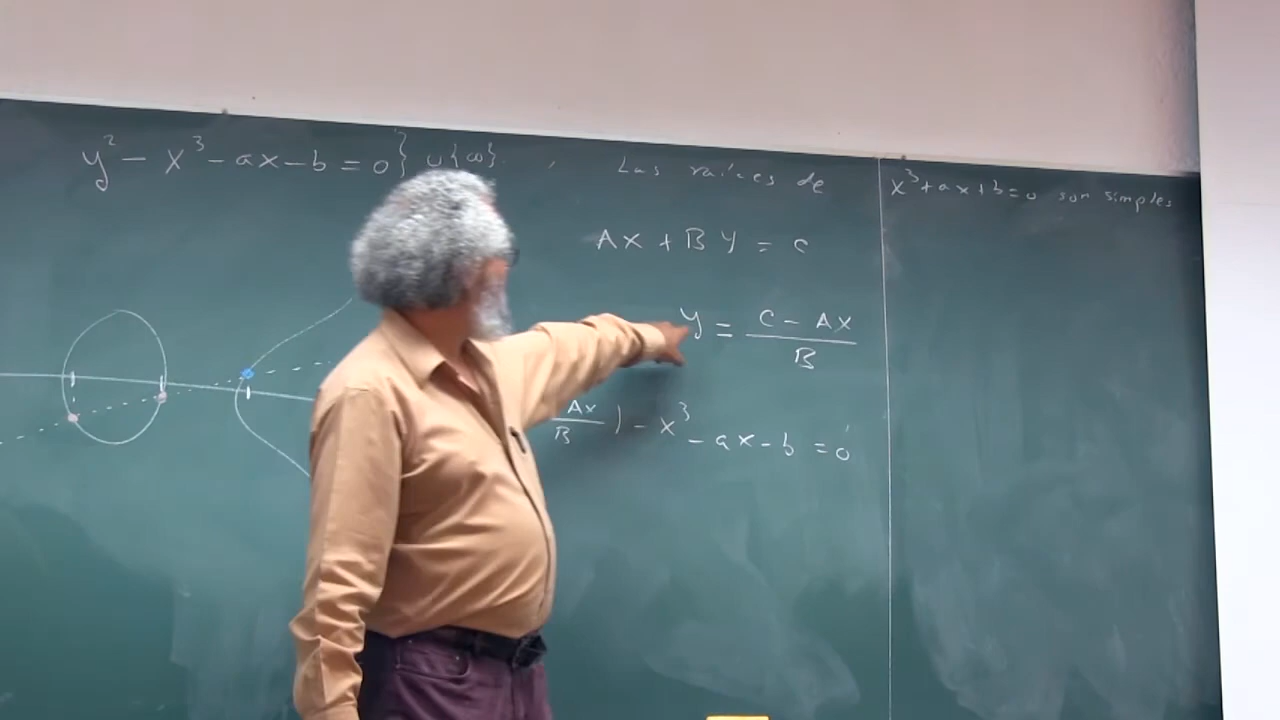 y² - x³ - ax - b = 0} ∪ {∞}. , Las raíces de x³ + ax + b = 0 son simples
Ax + By = c
y = (c - Ax)/B
Ax/B ) - x³ - ax - b = 0